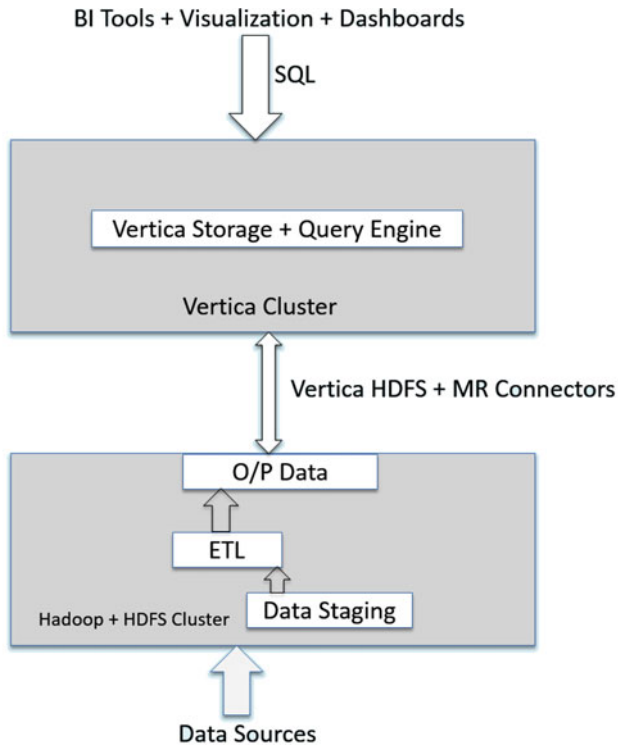 BI Tools + Visualization + Dashboards
SQL
Vertica Storage + Query Engine
Vertica Cluster
Vertica HDFS + MR Connectors
O/P Data
ETL
Data Staging
Hadoop + HDFS Cluster
Data Sources